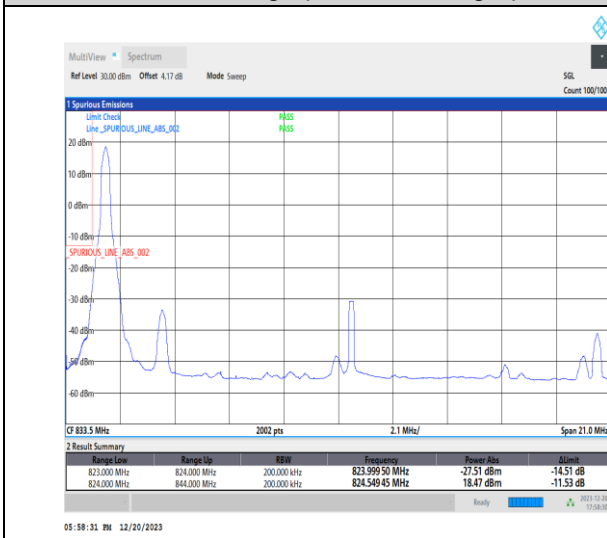 MultiView Spectrum
Ref Level 30.00 dBm Offset 4.17 dB Mode Sweep SGL
Count 100/100
1 Spurious Emissions
Limit Check PASS
Line _SPURIOUS_LINE_ABS_002 PASS
20 dBm
10 dBm
0 dBm
-10 dBm
_SPURIOUS_LINE_ABS_002
-20 dBm
-30 dBm
-40 dBm
-50 dBm
-60 dBm
CF 833.5 MHz 2002 pts 2.1 MHz/ Span 21.0 MHz
2 Result Summary
Range Low Range Up RBW Frequency Power Abs ΔLimit
823.000 MHz 824.000 MHz 200.000 kHz 823.99950 MHz -27.51 dBm -14.51 dB
824.000 MHz 844.000 MHz 200.000 kHz 824.54945 MHz 18.47 dBm -11.53 dB
Ready 2023-12-20
17:58:30
05:58:31 PM 12/20/2023